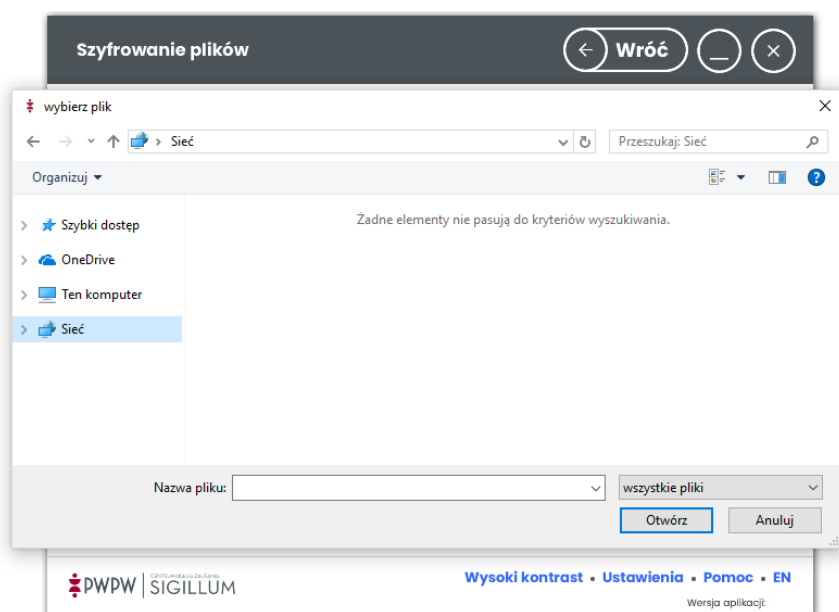 Szyfrowanie plików
Wróć
wybierz plik
Sieć
Przeszukaj: Sieć
Organizuj
Szybki dostęp
Żadne elementy nie pasują do kryteriów wyszukiwania.
OneDrive
Ten komputer
Sieć
Nazwa pliku:
wszystkie pliki
Otwórz
Anuluj
PWPW
SIGILLUM
Wysoki kontrast • Ustawienia • Pomoc • EN
Wersja aplikacji: